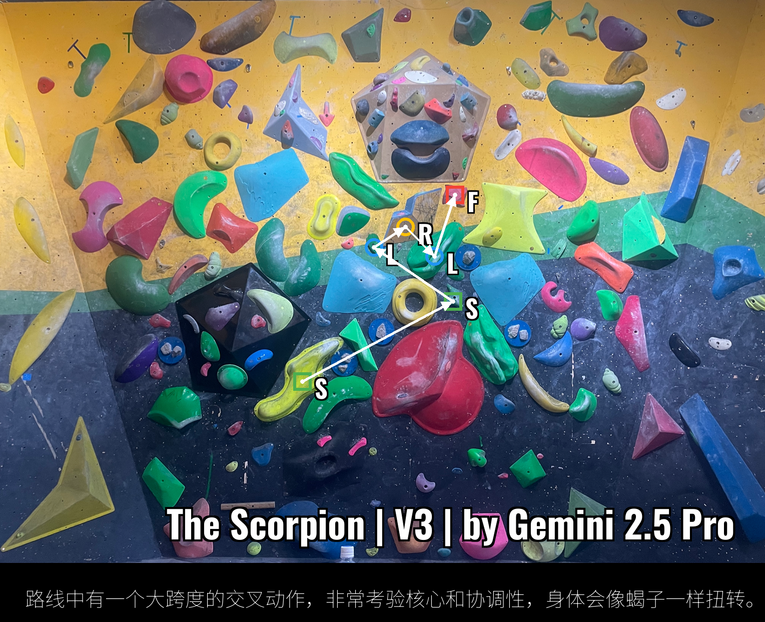 F
R
L
L
S
S
The Scorpion | V3 | by Gemini 2.5 Pro
路线中有一个大跨度的交叉动作，非常考验核心和协调性，身体会像蝎子一样扭转。